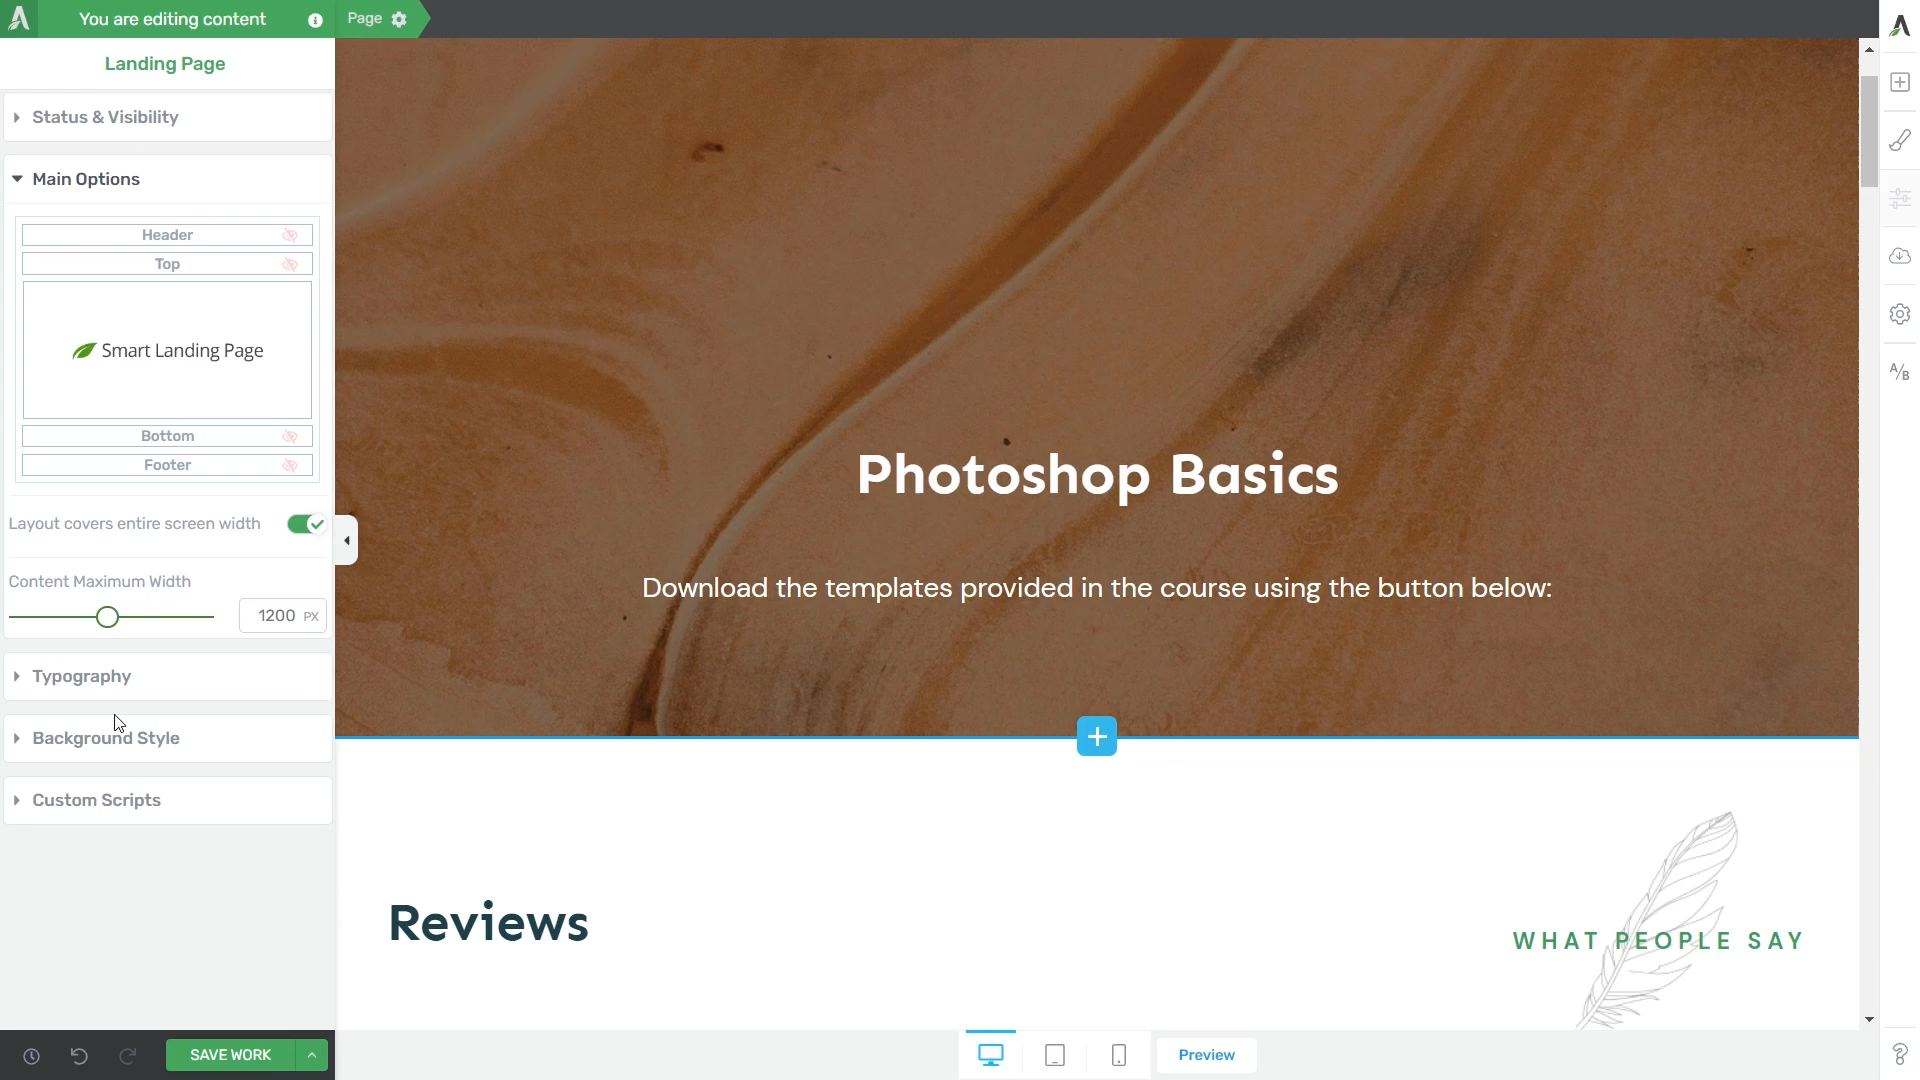 You are editing content
Page
Landing Page
Status & Visibility
Main Options
Header
Top
Smart Landing Page
Bottom
Footer
Layout covers entire screen width
Content Maximum Width
1200 PX
Typography
Background Style
Custom Scripts
SAVE WORK
Photoshop Basics
Download the templates provided in the course using the button below:
Reviews
WHAT PEOPLE SAY
Preview
A/B